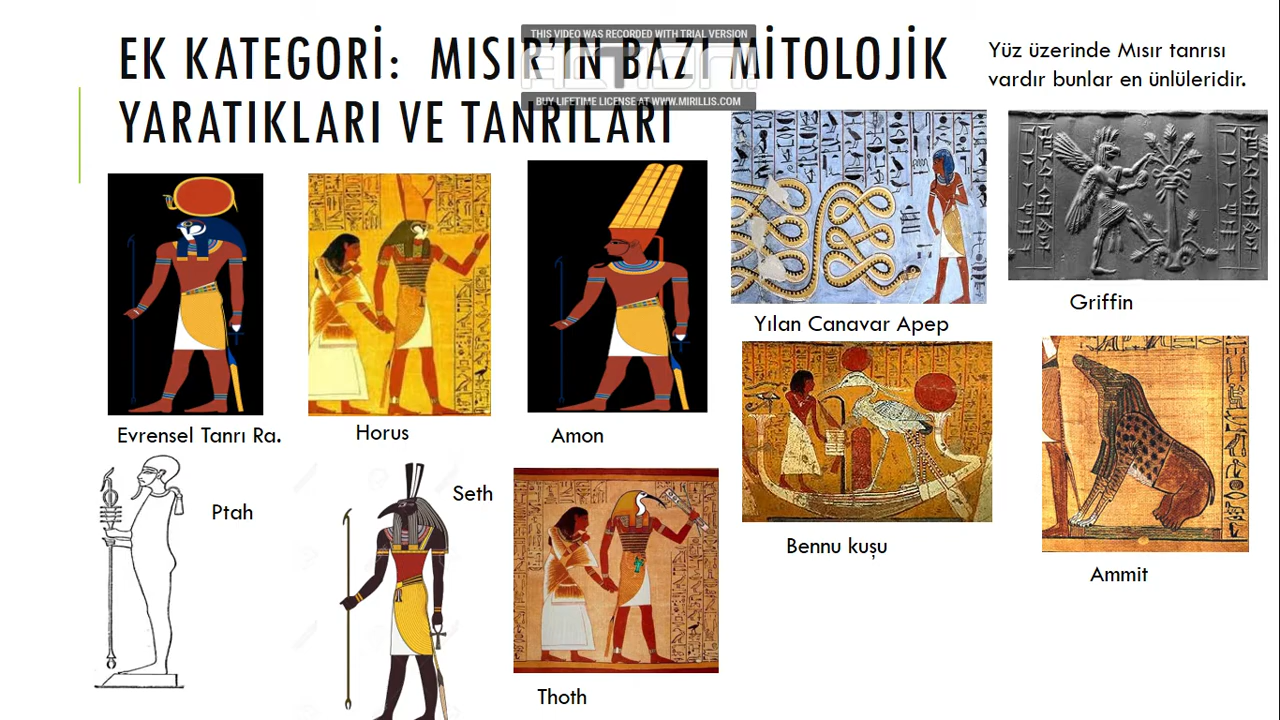 EK KATEGORİ: MISIR'IN BAZI MİTOLOJİK
YARATIKLARI VE TANRILARI
THIS VIDEO WAS RECORDED WITH TRIAL VERSION
ACTION!
BUY LIFETIME LICENSE AT WWW.MIRILLIS.COM
Yüz üzerinde Mısır tanrısı
vardır bunlar en ünlüleridir.
Evrensel Tanrı Ra.
Horus
Amon
Yılan Canavar Apep
Griffin
Ptah
Seth
Thoth
Bennu kuşu
Ammit